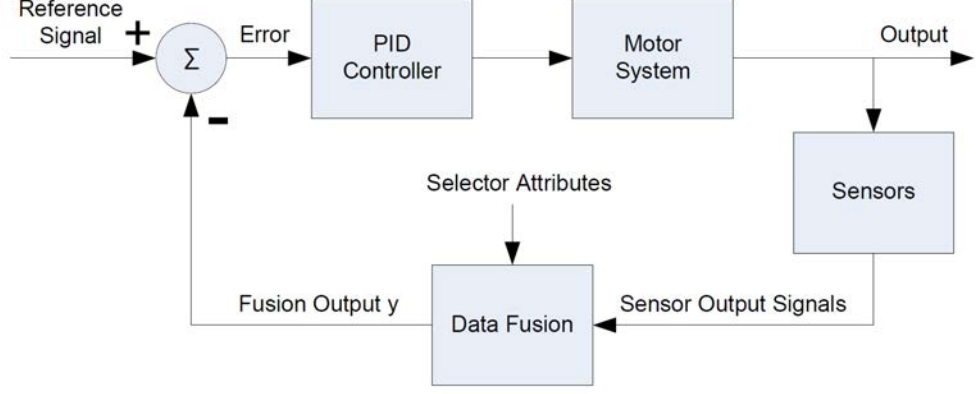 Reference
Signal
+
Σ
Error
PID
Controller
Motor
System
Output
-
Sensors
Selector Attributes
Fusion Output y
Data Fusion
Sensor Output Signals